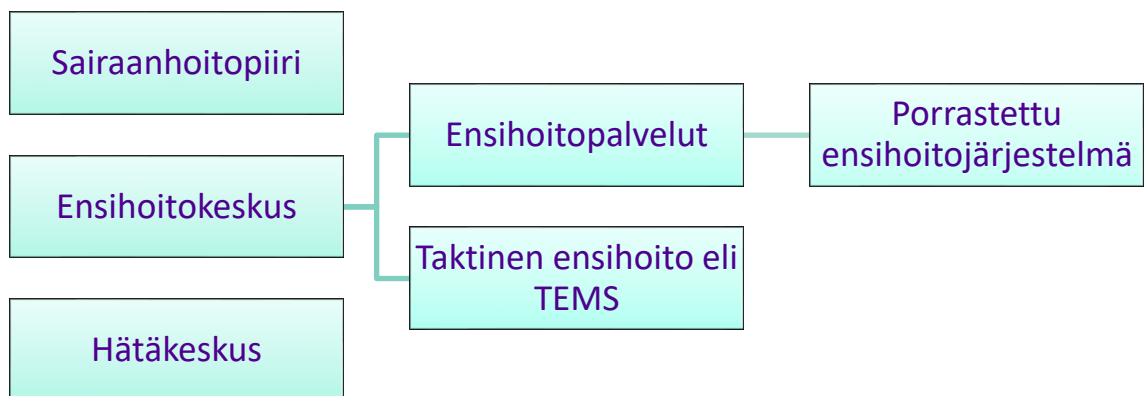 Sairaanhoitopiiri
Ensihoitokeskus
Hätäkeskus
Ensihoitopalvelut
Taktinen ensihoito eli
TEMS
Porrastettu
ensihoitojärjestelmä